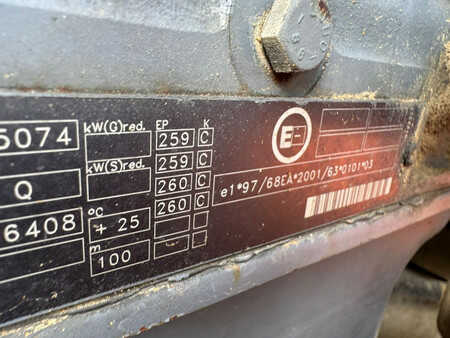 5074 kW(G)red. EP K
259 C
kW(S)red. 259 C
Q 260 C
6408 °C + 25 260 C
m 100
E
e1*97/68EA*2001/63*0101*03